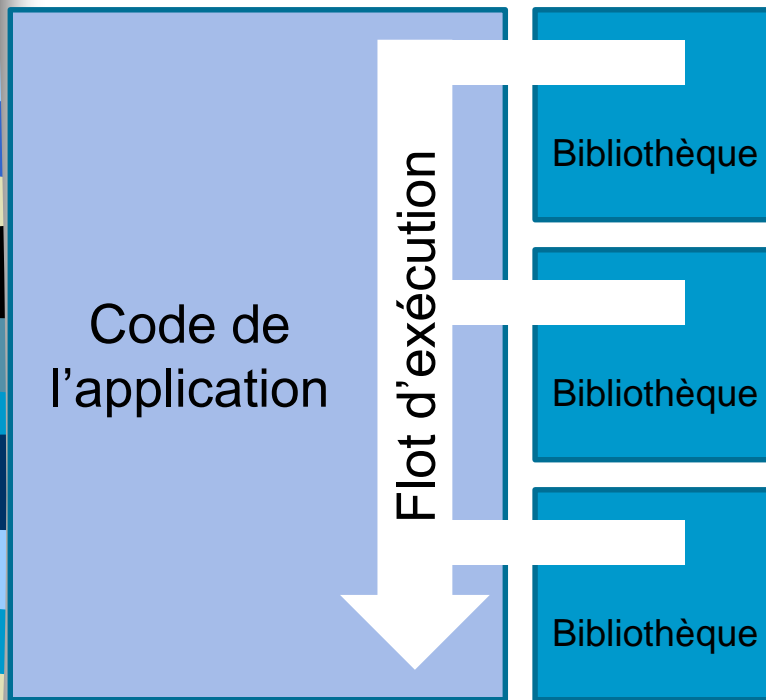 Code de
l’application
Flot d’exécution
Bibliothèque
Bibliothèque
Bibliothèque